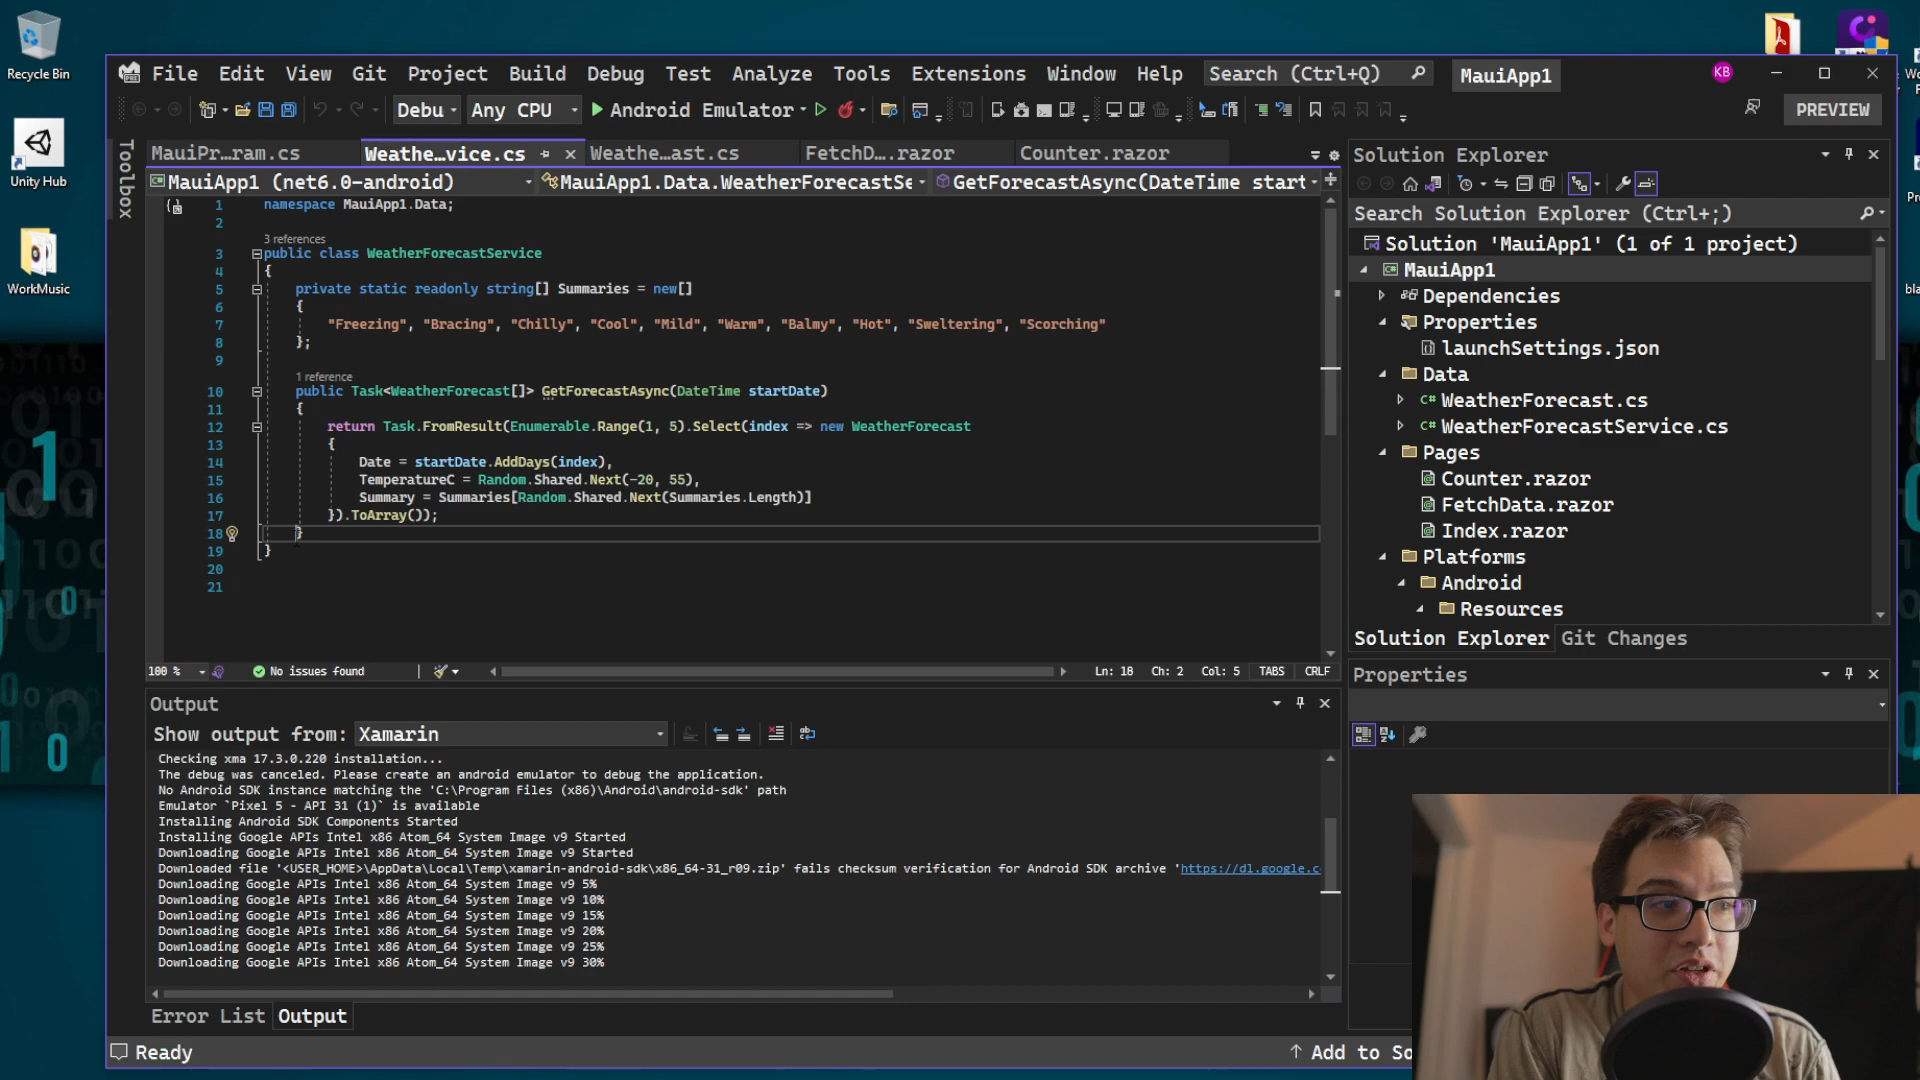 Recycle Bin
Unity Hub
WorkMusic
File Edit View Git Project Build Debug Test Analyze Tools Extensions Window Help Search (Ctrl+Q) MauiApp1 KB
Debu Any CPU Android Emulator PREVIEW
Toolbox
MauiPr…ram.cs Weathe…vice.cs Weathe…ast.cs FetchD….razor Counter.razor
MauiApp1 (net6.0-android) MauiApp1.Data.WeatherForecastSe GetForecastAsync(DateTime start
1 namespace MauiApp1.Data;
2
3 references
3 public class WeatherForecastService
4 {
5 private static readonly string[] Summaries = new[]
6 {
7 "Freezing", "Bracing", "Chilly", "Cool", "Mild", "Warm", "Balmy", "Hot", "Sweltering", "Scorching"
8 };
9
1 reference
10 public Task<WeatherForecast[]> GetForecastAsync(DateTime startDate)
11 {
12 return Task.FromResult(Enumerable.Range(1, 5).Select(index => new WeatherForecast
13 {
14 Date = startDate.AddDays(index),
15 TemperatureC = Random.Shared.Next(-20, 55),
16 Summary = Summaries[Random.Shared.Next(Summaries.Length)]
17 }).ToArray());
18 }
19 }
20
21
100 % No issues found Ln: 18 Ch: 2 Col: 5 TABS CRLF
Output
Show output from: Xamarin
Checking xma 17.3.0.220 installation...
The debug was canceled. Please create an android emulator to debug the application.
No Android SDK instance matching the 'C:\Program Files (x86)\Android\android-sdk' path
Emulator `Pixel 5 - API 31 (1)` is available
Installing Android SDK Components Started
Installing Google APIs Intel x86 Atom_64 System Image v9 Started
Downloading Google APIs Intel x86 Atom_64 System Image v9 Started
Downloaded file '<USER_HOME>\AppData\Local\Temp\xamarin-android-sdk\x86_64-31_r09.zip' fails checksum verification for Android SDK archive 'https://dl.google.c
Downloading Google APIs Intel x86 Atom_64 System Image v9 5%
Downloading Google APIs Intel x86 Atom_64 System Image v9 10%
Downloading Google APIs Intel x86 Atom_64 System Image v9 15%
Downloading Google APIs Intel x86 Atom_64 System Image v9 20%
Downloading Google APIs Intel x86 Atom_64 System Image v9 25%
Downloading Google APIs Intel x86 Atom_64 System Image v9 30%
Error List Output
Ready Add to So
Solution Explorer
Search Solution Explorer (Ctrl+;)
Solution 'MauiApp1' (1 of 1 project)
MauiApp1
Dependencies
Properties
launchSettings.json
Data
C# WeatherForecast.cs
C# WeatherForecastService.cs
Pages
Counter.razor
FetchData.razor
Index.razor
Platforms
Android
Resources
Solution Explorer Git Changes
Properties